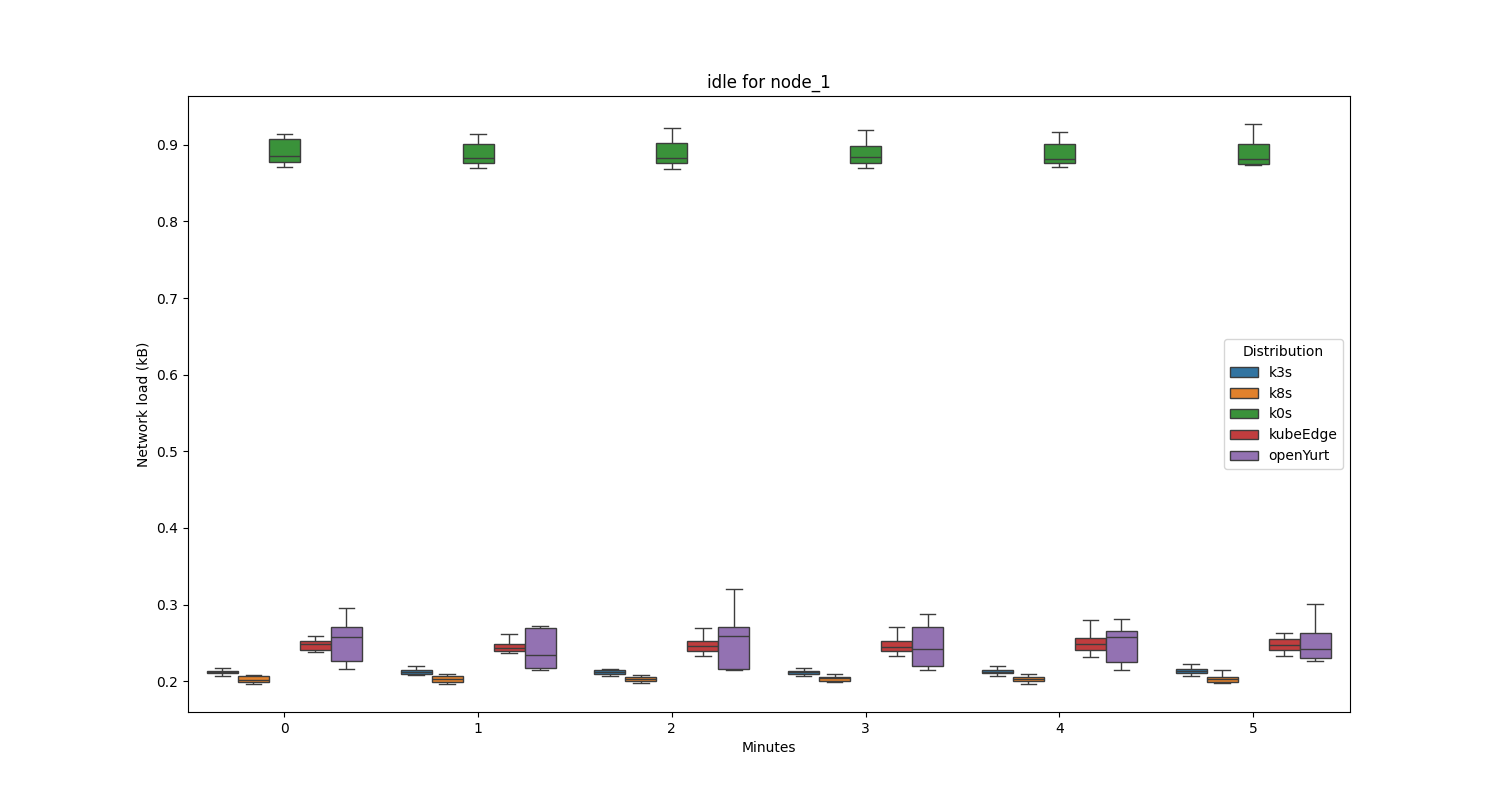 idle for node_1
Network load (kB)
0.9
0.8
0.7
0.6
0.5
0.4
0.3
0.2
0 1 2 3 4 5
Minutes
Distribution
k3s
k8s
k0s
kubeEdge
openYurt